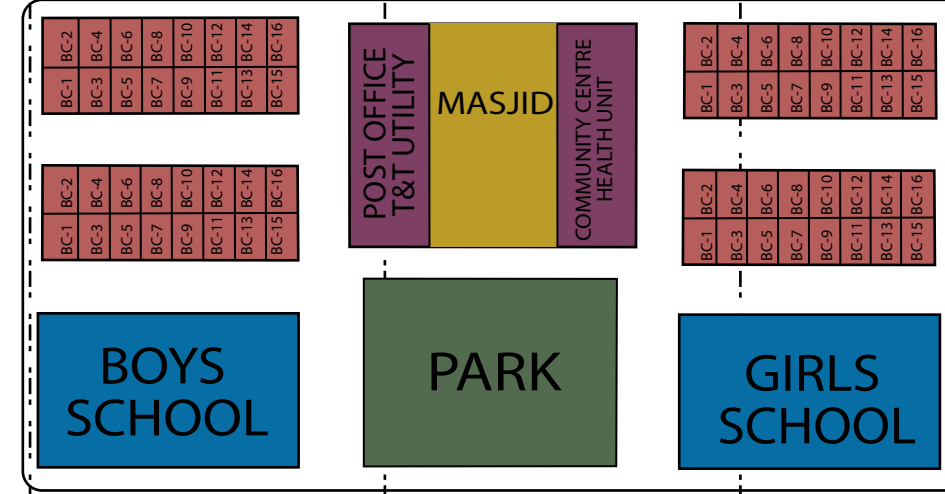 BC-2 BC-4 BC-6 BC-8 BC-10 BC-12 BC-14 BC-16
BC-1 BC-3 BC-5 BC-7 BC-9 BC-11 BC-13 BC-15
POST OFFICE
T&T UTILITY
MASJID
COMMUNITY CENTRE
HEALTH UNIT
BC-2 BC-4 BC-6 BC-8 BC-10 BC-12 BC-14 BC-16
BC-1 BC-3 BC-5 BC-7 BC-9 BC-11 BC-13 BC-15
BC-2 BC-4 BC-6 BC-8 BC-10 BC-12 BC-14 BC-16
BC-1 BC-3 BC-5 BC-7 BC-9 BC-11 BC-13 BC-15
BC-2 BC-4 BC-6 BC-8 BC-10 BC-12 BC-14 BC-16
BC-1 BC-3 BC-5 BC-7 BC-9 BC-11 BC-13 BC-15
BOYS
SCHOOL
PARK
GIRLS
SCHOOL